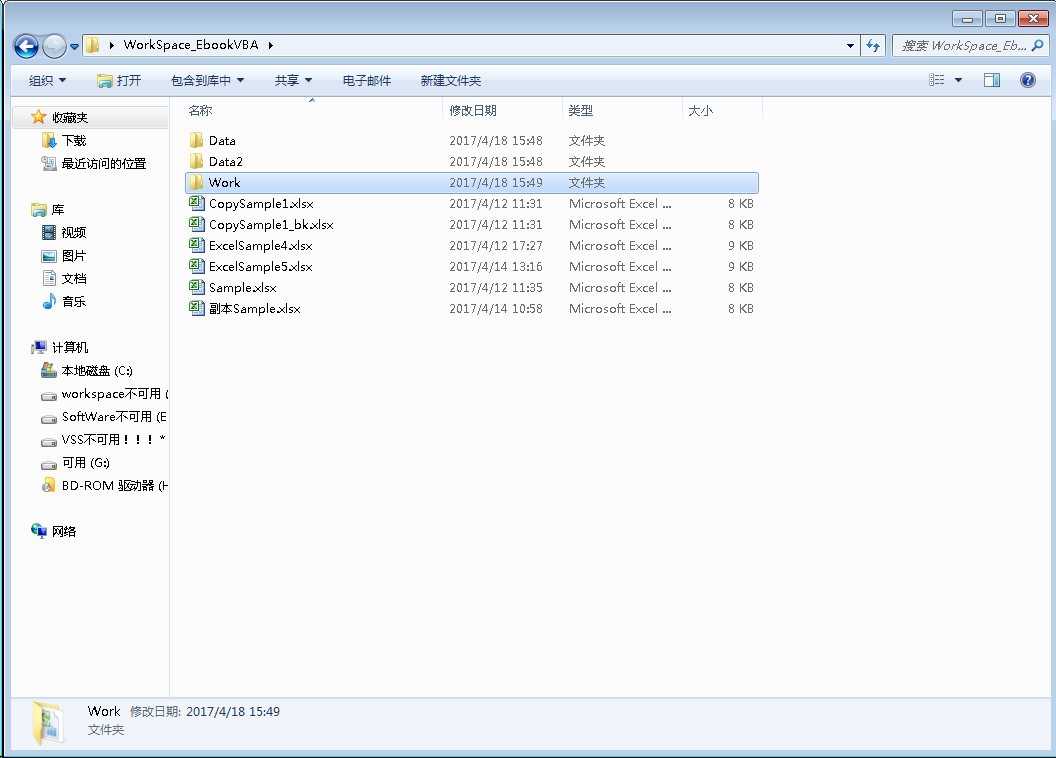 WorkSpace_EbookVBA
搜索 WorkSpace_Eb...
组织 打开 包含到库中 共享 电子邮件 新建文件夹
收藏夹
下载
最近访问的位置
库
视频
图片
文档
音乐
计算机
本地磁盘 (C:)
workspace不可用 (
SoftWare不可用 (E
VSS不可用！！！ *
可用 (G:)
BD-ROM 驱动器 (H
网络
名称 修改日期 类型 大小
Data 2017/4/18 15:48 文件夹
Data2 2017/4/18 15:48 文件夹
Work 2017/4/18 15:49 文件夹
CopySample1.xlsx 2017/4/12 11:31 Microsoft Excel ... 8 KB
CopySample1_bk.xlsx 2017/4/12 11:31 Microsoft Excel ... 8 KB
ExcelSample4.xlsx 2017/4/12 17:27 Microsoft Excel ... 9 KB
ExcelSample5.xlsx 2017/4/14 13:16 Microsoft Excel ... 9 KB
Sample.xlsx 2017/4/12 11:35 Microsoft Excel ... 8 KB
副本Sample.xlsx 2017/4/14 10:58 Microsoft Excel ... 8 KB
Work 修改日期: 2017/4/18 15:49
文件夹